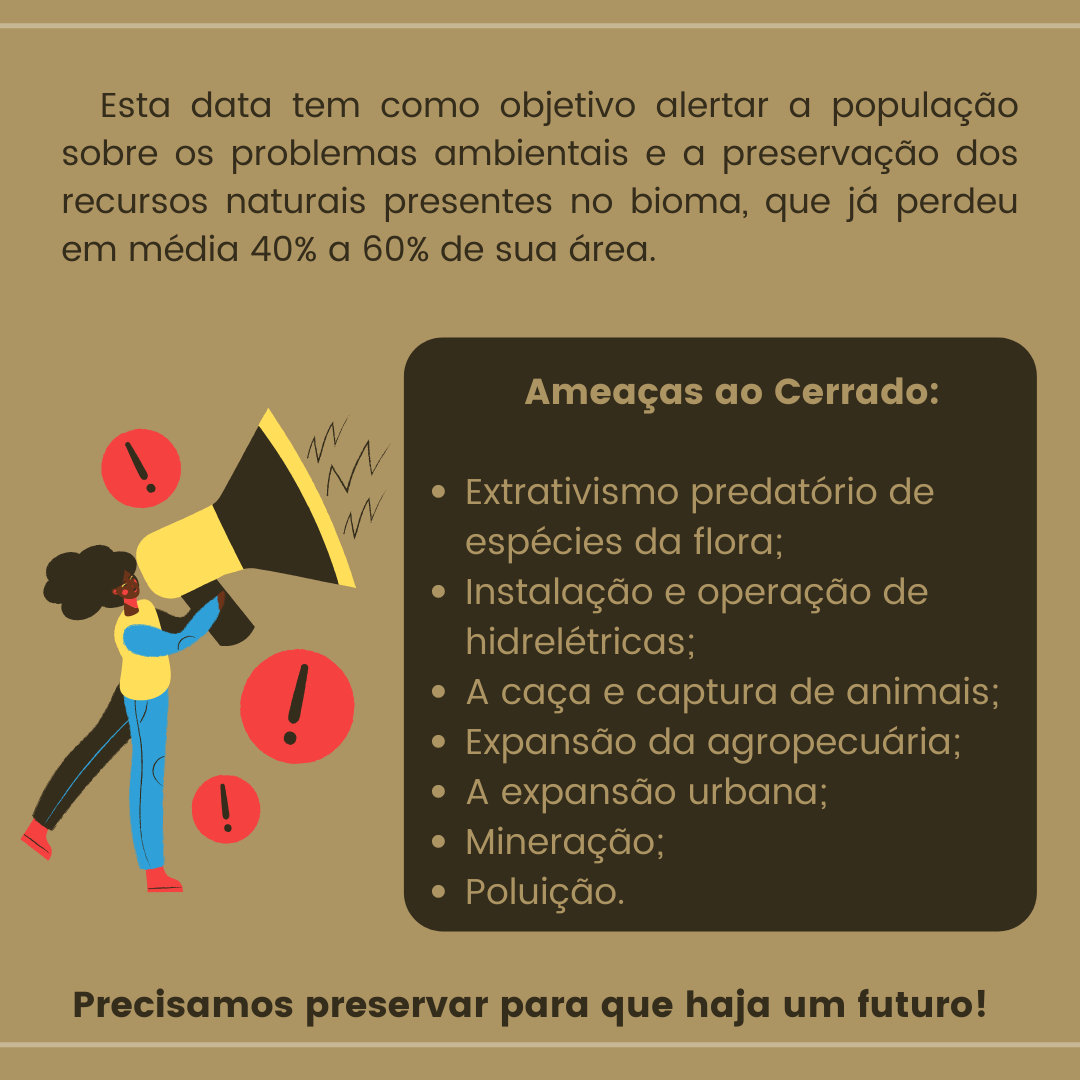 Esta data tem como objetivo alertar a população
sobre os problemas ambientais e a preservação dos
recursos naturais presentes no bioma, que já perdeu
em média 40% a 60% de sua área.
Ameaças ao Cerrado:
• Extrativismo predatório de
espécies da flora;
• Instalação e operação de
hidrelétricas;
• A caça e captura de animais;
• Expansão da agropecuária;
• A expansão urbana;
• Mineração;
• Poluição.
!
!
!
Precisamos preservar para que haja um futuro!